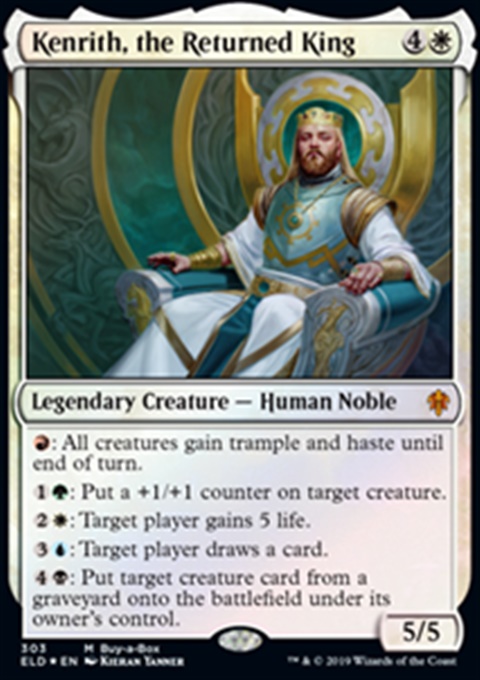 Kenrith, the Returned King 4
Legendary Creature — Human Noble
: All creatures gain trample and haste until
end of turn.
1 : Put a +1/+1 counter on target creature.
2 : Target player gains 5 life.
3 : Target player draws a card.
4 : Put target creature card from a
graveyard onto the battlefield under its
owner's control.
5/5
303 M Buy-a-Box
ELD ★ EN Kieran Yanner
™ & © 2019 Wizards of the Coast